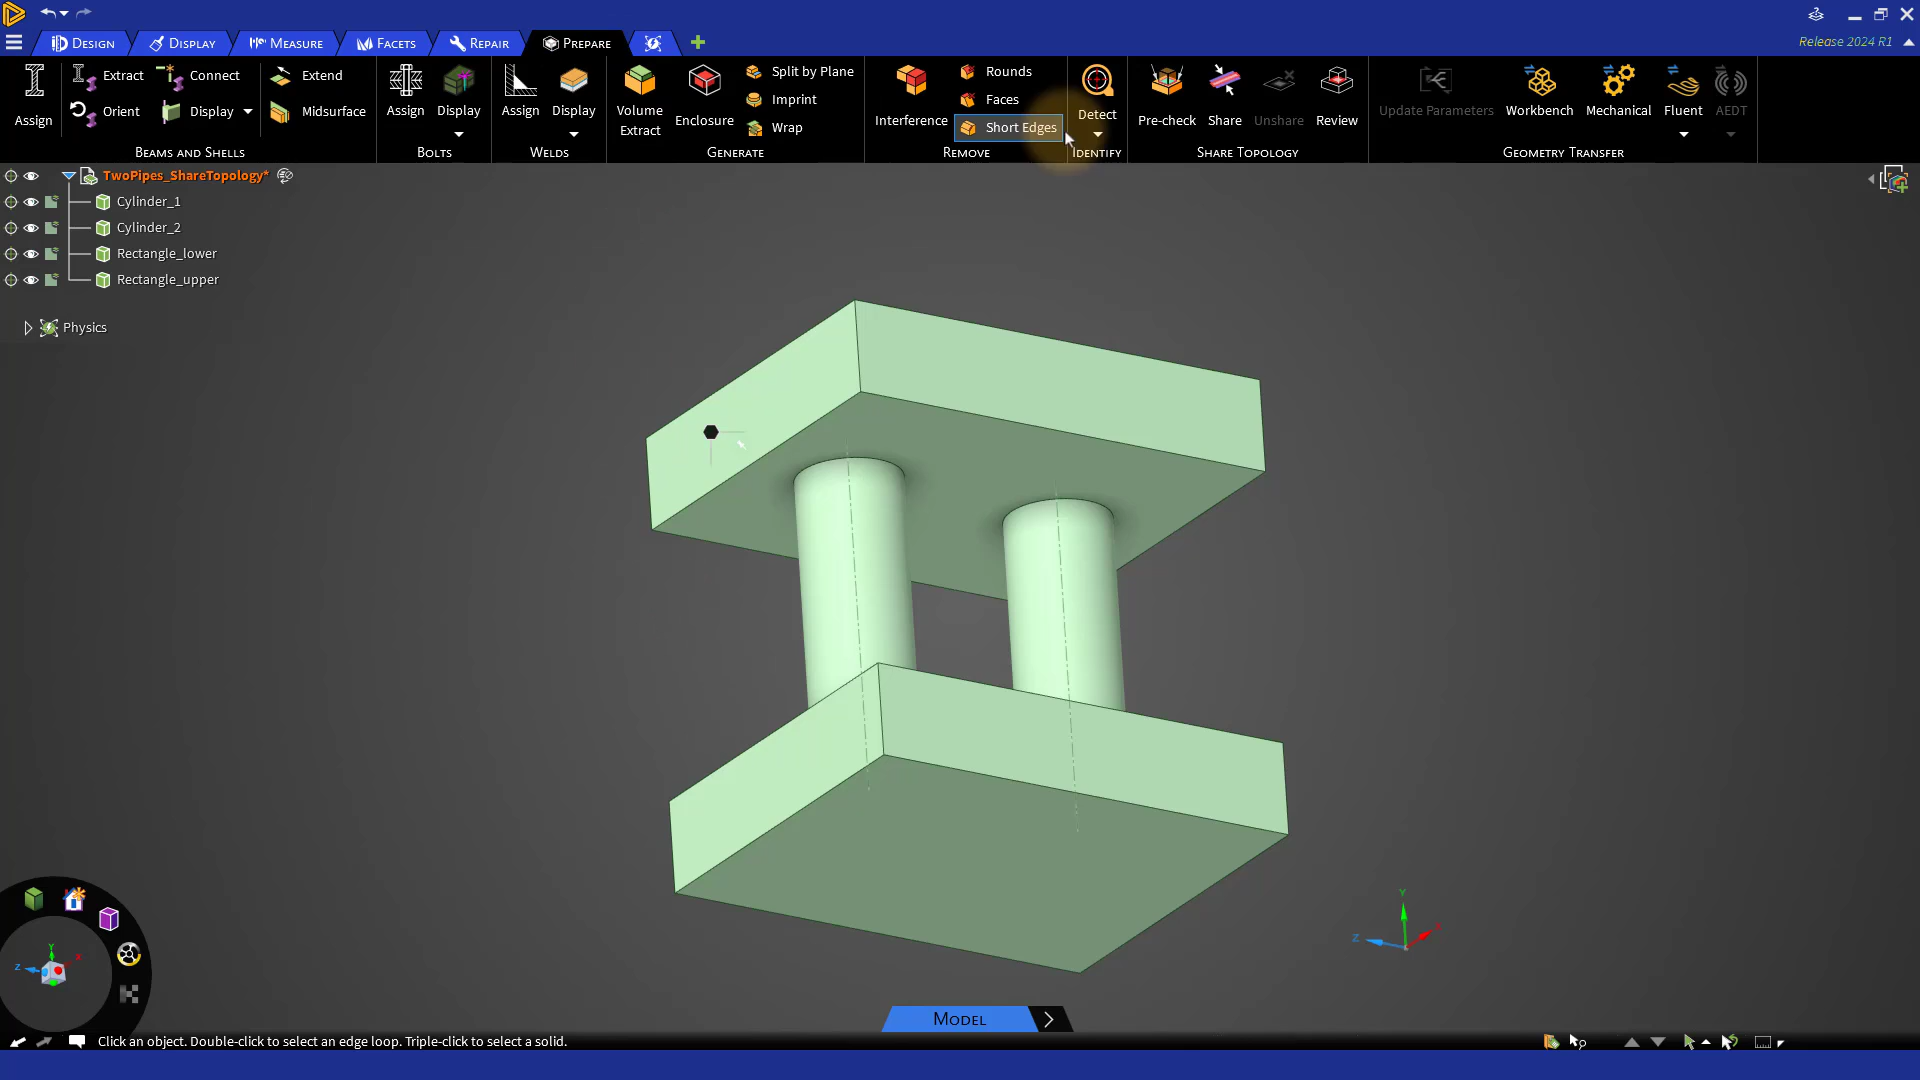 DESIGN
DISPLAY
MEASURE
FACETS
REPAIR
PREPARE
Release 2024 R1
Assign
Extract
Connect
Orient
Display
Extend
Midsurface
BEAMS AND SHELLS
Assign
Display
BOLTS
Assign
Display
WELDS
Volume
Extract
Enclosure
Split by Plane
Imprint
Wrap
GENERATE
Interference
Rounds
Faces
Short Edges
REMOVE
Detect
IDENTIFY
Pre-check
Share
Unshare
Review
SHARE TOPOLOGY
Update Parameters
Workbench
Mechanical
Fluent
AEDT
GEOMETRY TRANSFER
TwoPipes_ShareTopology*
Cylinder_1
Cylinder_2
Rectangle_lower
Rectangle_upper
Physics
Y
X
Z
Y
X
Z
MODEL
Click an object. Double-click to select an edge loop. Triple-click to select a solid.